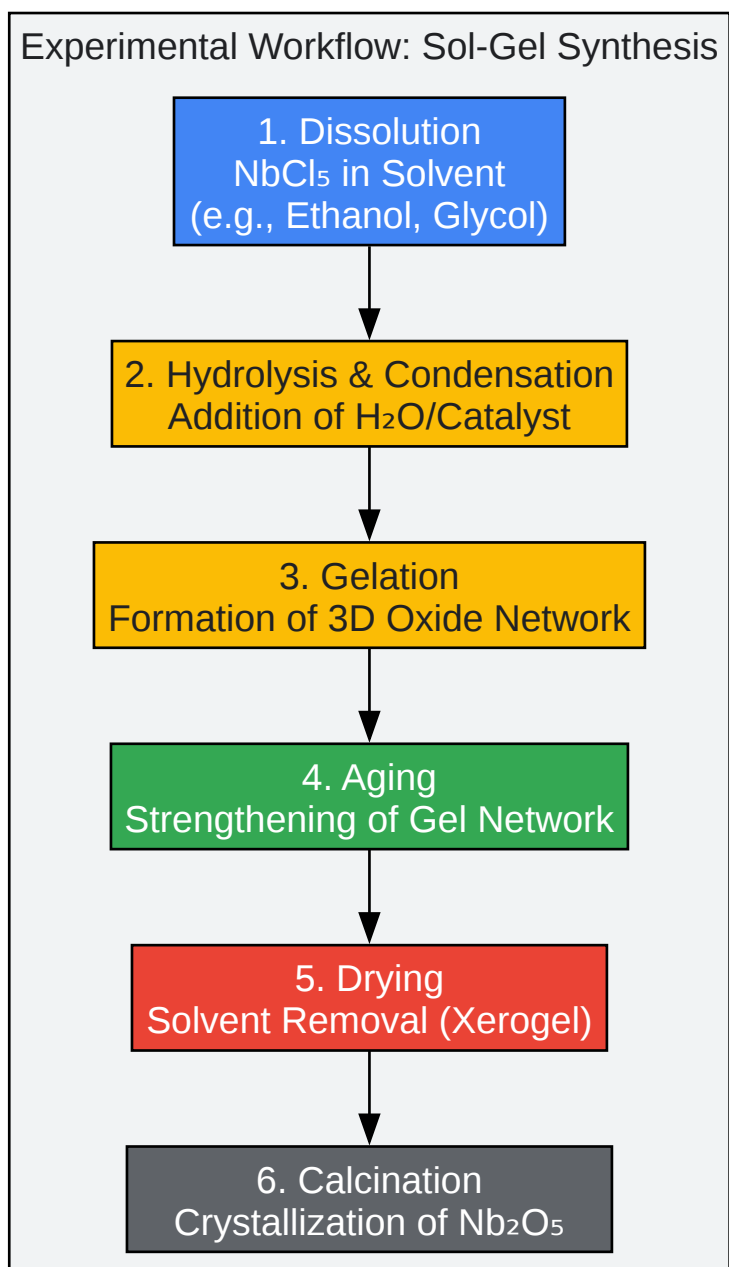 Experimental Workflow: Sol-Gel Synthesis
1. Dissolution
NbCl₅ in Solvent
(e.g., Ethanol, Glycol)
2. Hydrolysis & Condensation
Addition of H₂O/Catalyst
3. Gelation
Formation of 3D Oxide Network
4. Aging
Strengthening of Gel Network
5. Drying
Solvent Removal (Xerogel)
6. Calcination
Crystallization of Nb₂O₅